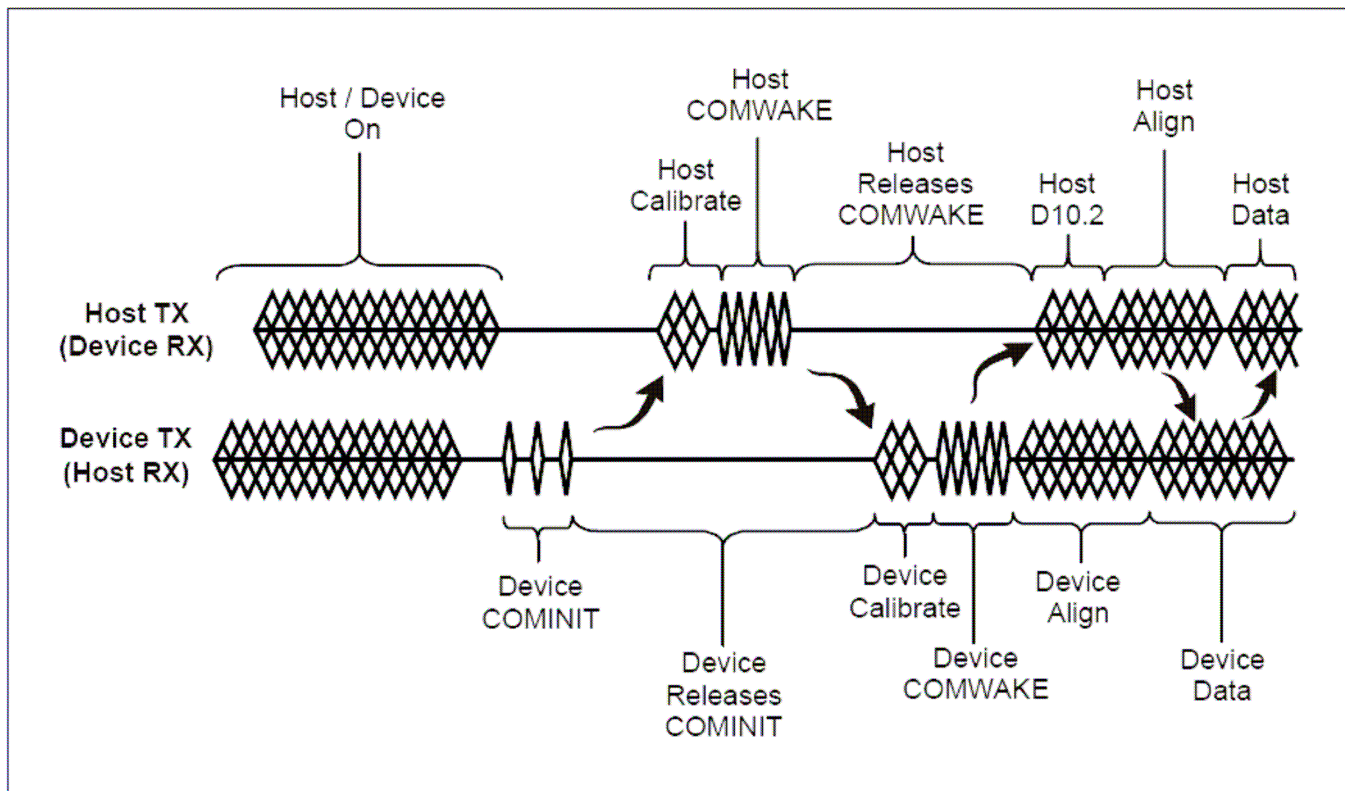 Host / Device
On
Host
COMWAKE
Host
Calibrate
Host
Releases
COMWAKE
Host
D10.2
Host
Align
Host
Data
Host TX
(Device RX)
Device TX
(Host RX)
Device
COMINIT
Device
Releases
COMINIT
Device
Calibrate
Device
COMWAKE
Device
Align
Device
Data